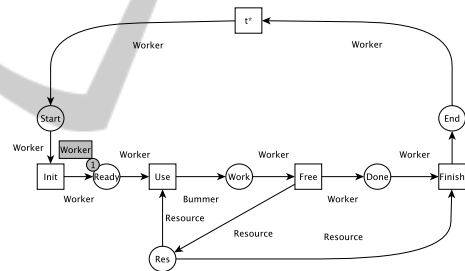 t*
Worker
Worker
Start
End
Worker
Worker
1
Worker
Worker
Worker
Init
Ready
Use
Work
Free
Done
Finish
Worker
Bummer
Worker
Resource
Resource
Resource
Res